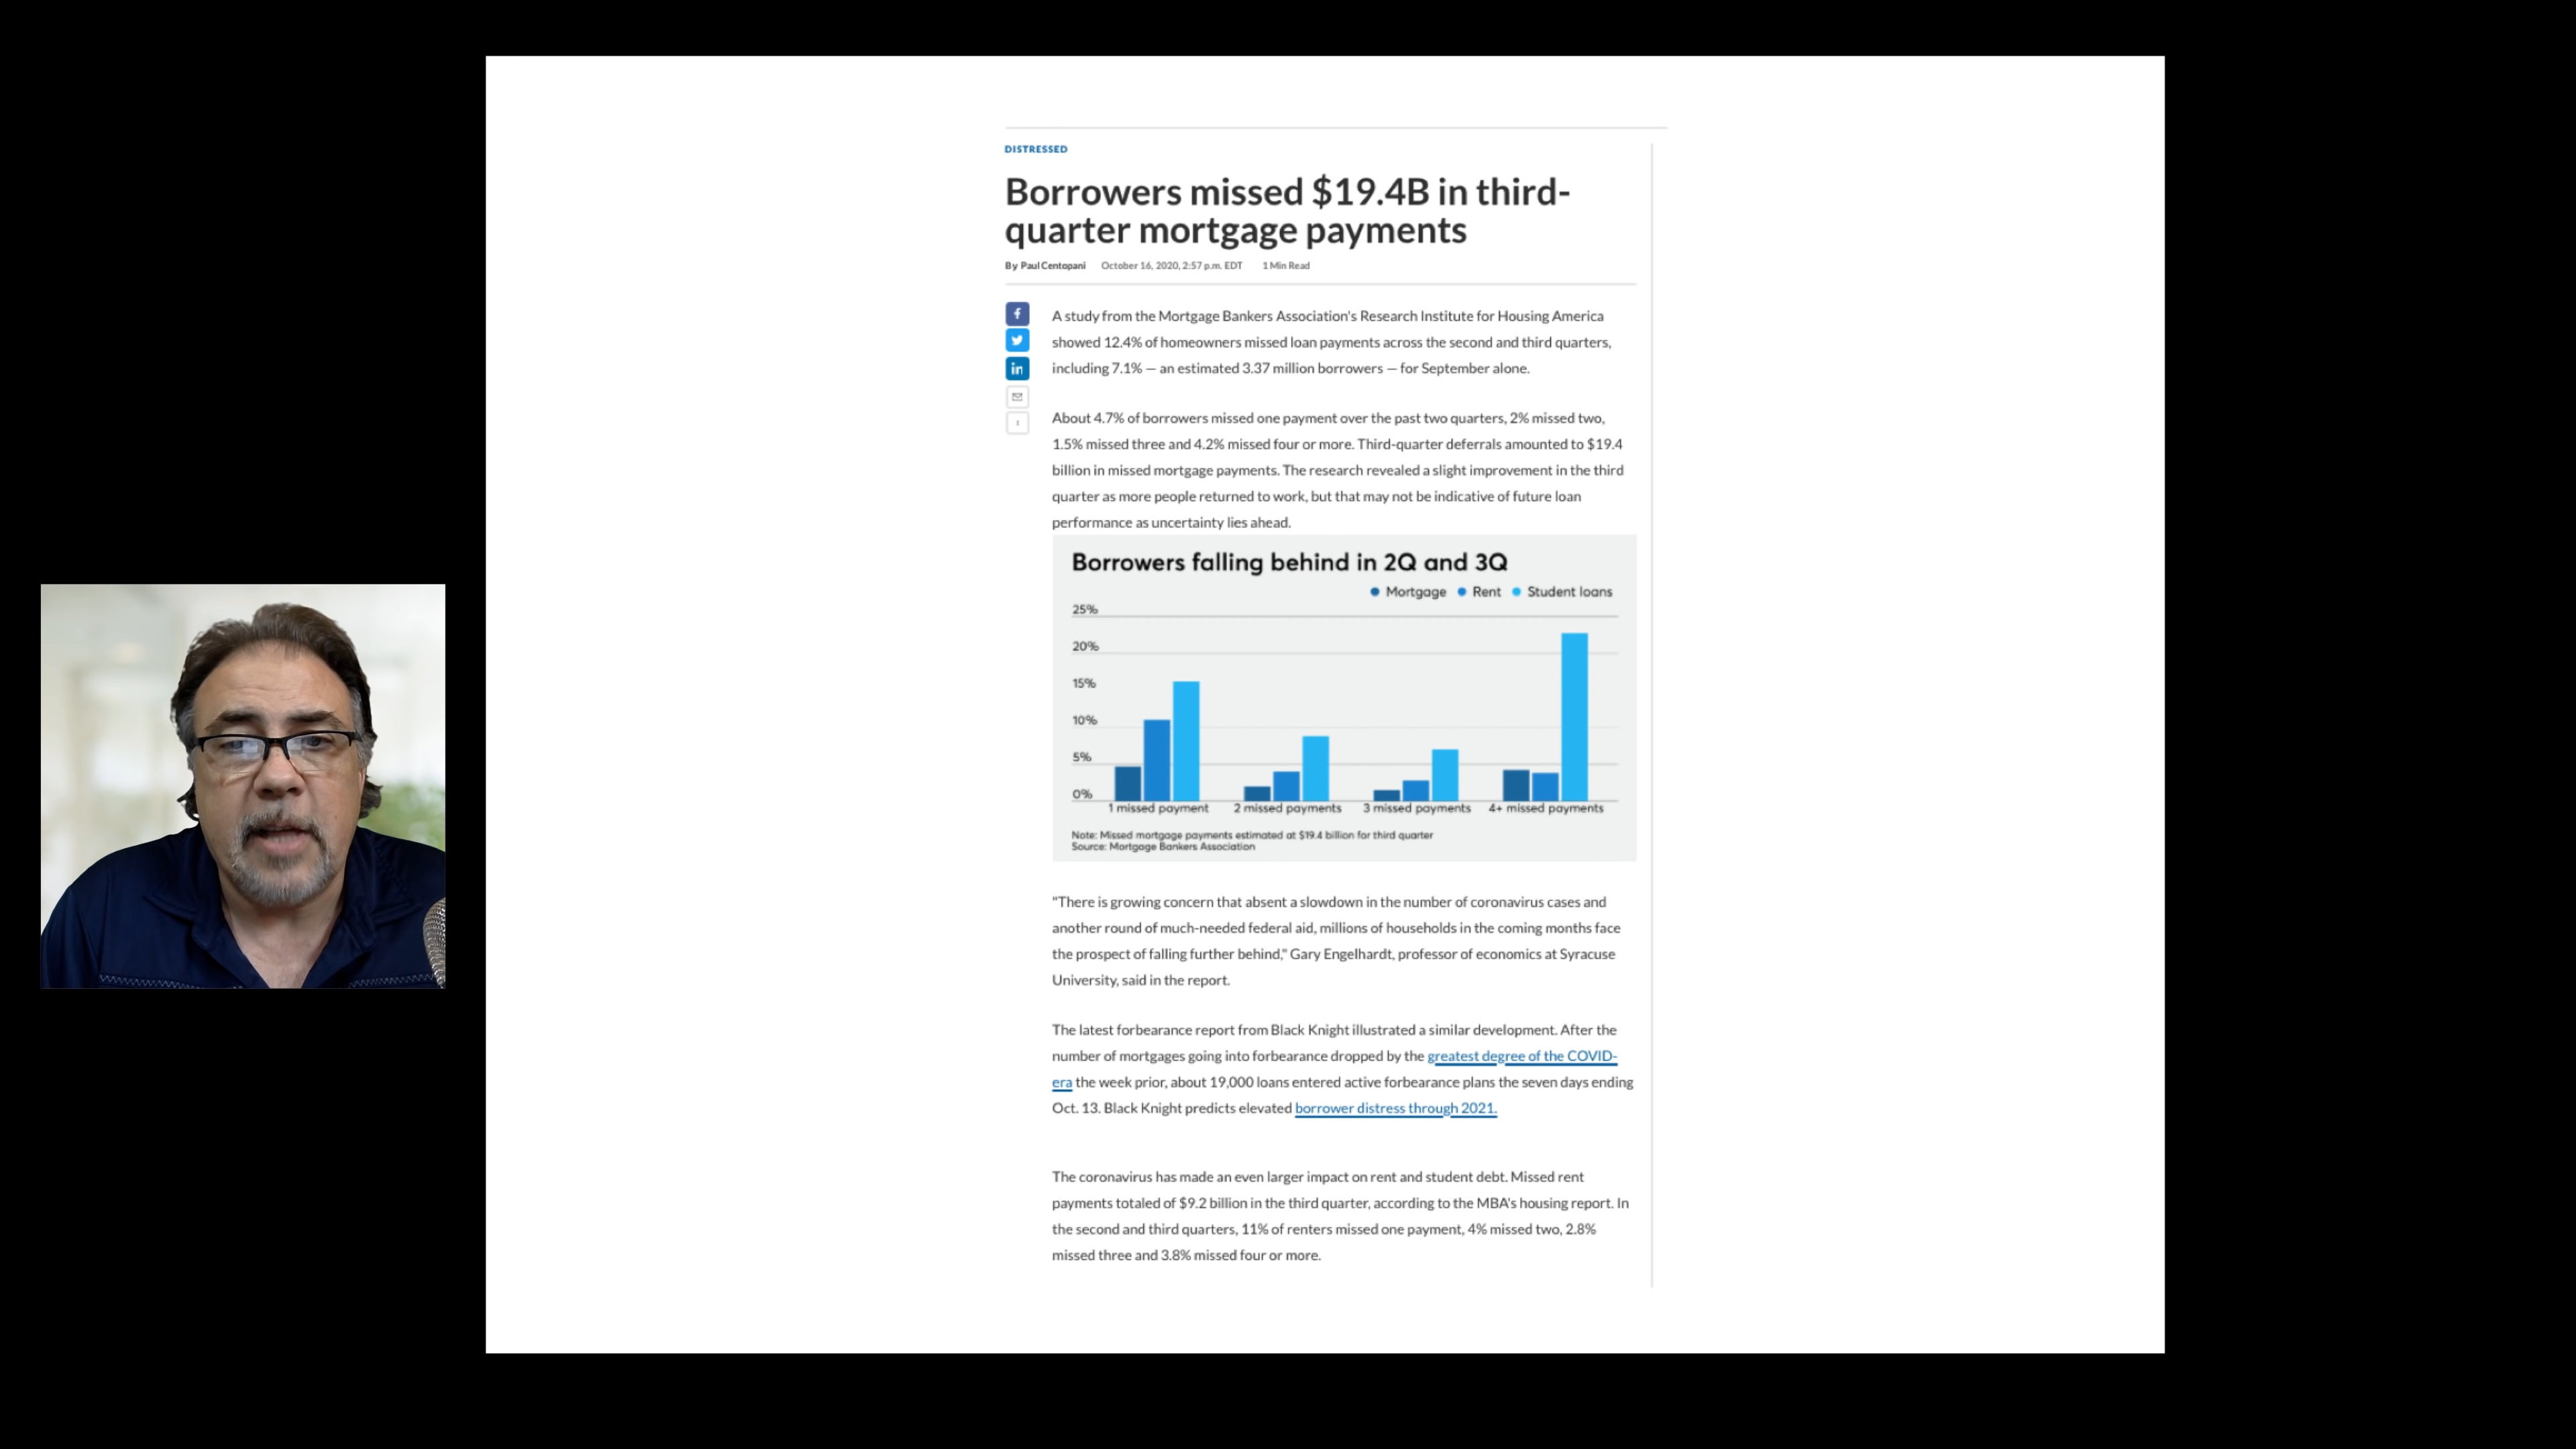 DISTRESSED
Borrowers missed $19.4B in third-
quarter mortgage payments
By Paul Centopani October 16, 2020, 2:57 p.m. EDT 1 Min Read
A study from the Mortgage Bankers Association's Research Institute for Housing America
showed 12.4% of homeowners missed loan payments across the second and third quarters,
including 7.1% — an estimated 3.37 million borrowers — for September alone.
About 4.7% of borrowers missed one payment over the past two quarters, 2% missed two,
1.5% missed three and 4.2% missed four or more. Third-quarter deferrals amounted to $19.4
billion in missed mortgage payments. The research revealed a slight improvement in the third
quarter as more people returned to work, but that may not be indicative of future loan
performance as uncertainty lies ahead.
Borrowers falling behind in 2Q and 3Q
Mortgage Rent Student loans
25%
20%
15%
10%
5%
0%
1 missed payment 2 missed payments 3 missed payments 4+ missed payments
Note: Missed mortgage payments estimated at $19.4 billion for third quarter
Source: Mortgage Bankers Association
"There is growing concern that absent a slowdown in the number of coronavirus cases and
another round of much-needed federal aid, millions of households in the coming months face
the prospect of falling further behind," Gary Engelhardt, professor of economics at Syracuse
University, said in the report.
The latest forbearance report from Black Knight illustrated a similar development. After the
number of mortgages going into forbearance dropped by the greatest degree of the COVID-
era the week prior, about 19,000 loans entered active forbearance plans the seven days ending
Oct. 13. Black Knight predicts elevated borrower distress through 2021.
The coronavirus has made an even larger impact on rent and student debt. Missed rent
payments totaled of $9.2 billion in the third quarter, according to the MBA's housing report. In
the second and third quarters, 11% of renters missed one payment, 4% missed two, 2.8%
missed three and 3.8% missed four or more.